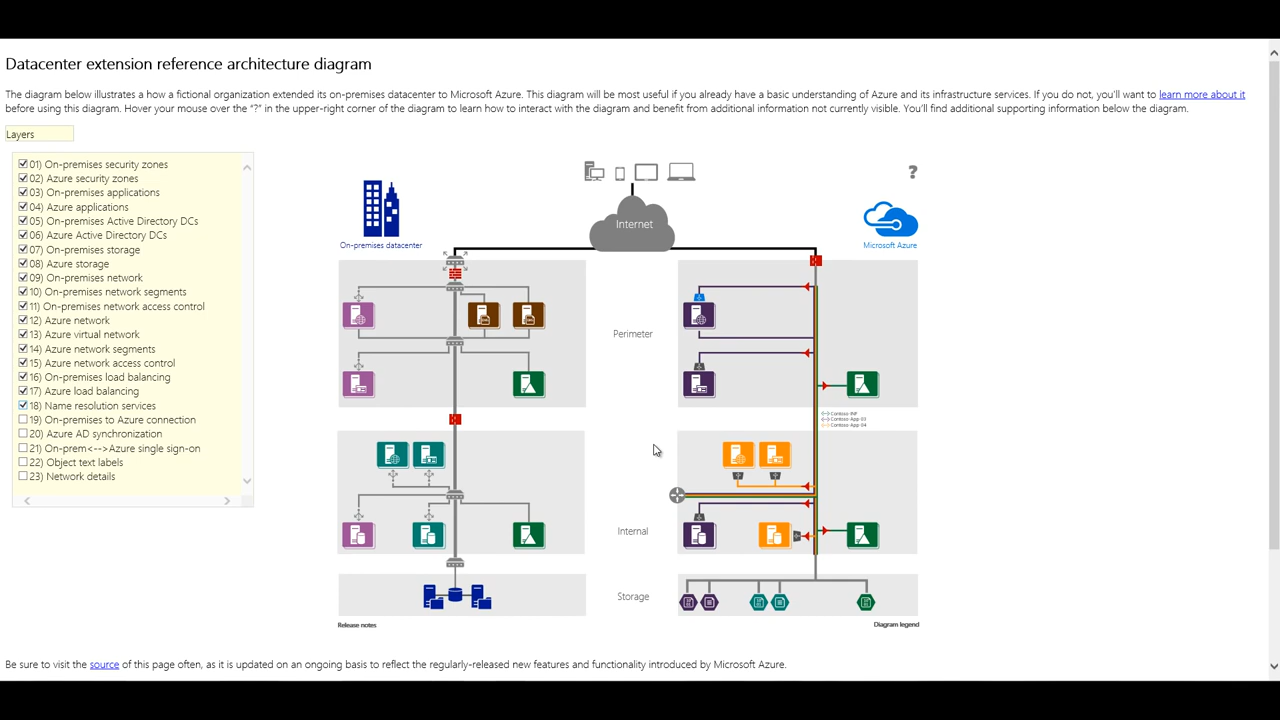 Datacenter extension reference architecture diagram
The diagram below illustrates a how a fictional organization extended its on-premises datacenter to Microsoft Azure. This diagram will be most useful if you already have a basic understanding of Azure and its infrastructure services. If you do not, you'll want to learn more about it
before using this diagram. Hover your mouse over the "?" in the upper-right corner of the diagram to learn how to interact with the diagram and benefit from additional information not currently visible. You'll find additional supporting information below the diagram.
Layers
01) On-premises security zones
02) Azure security zones
03) On-premises applications
04) Azure applications
05) On-premises Active Directory DCs
06) Azure Active Directory DCs
07) On-premises storage
08) Azure storage
09) On-premises network
10) On-premises network segments
11) On-premises network access control
12) Azure network
13) Azure virtual network
14) Azure network segments
15) Azure network access control
16) On-premises load balancing
17) Azure load balancing
18) Name resolution services
19) On-premises to Azure connection
20) Azure AD synchronization
21) On-prem<-->Azure single sign-on
22) Object text labels
23) Network details
?
Internet
On-premises datacenter
Microsoft Azure
Perimeter
Contoso-INF
Contoso-App 03
Contoso-App 04
Internal
Storage
Release notes
Diagram legend
Be sure to visit the source of this page often, as it is updated on an ongoing basis to reflect the regularly-released new features and functionality introduced by Microsoft Azure.